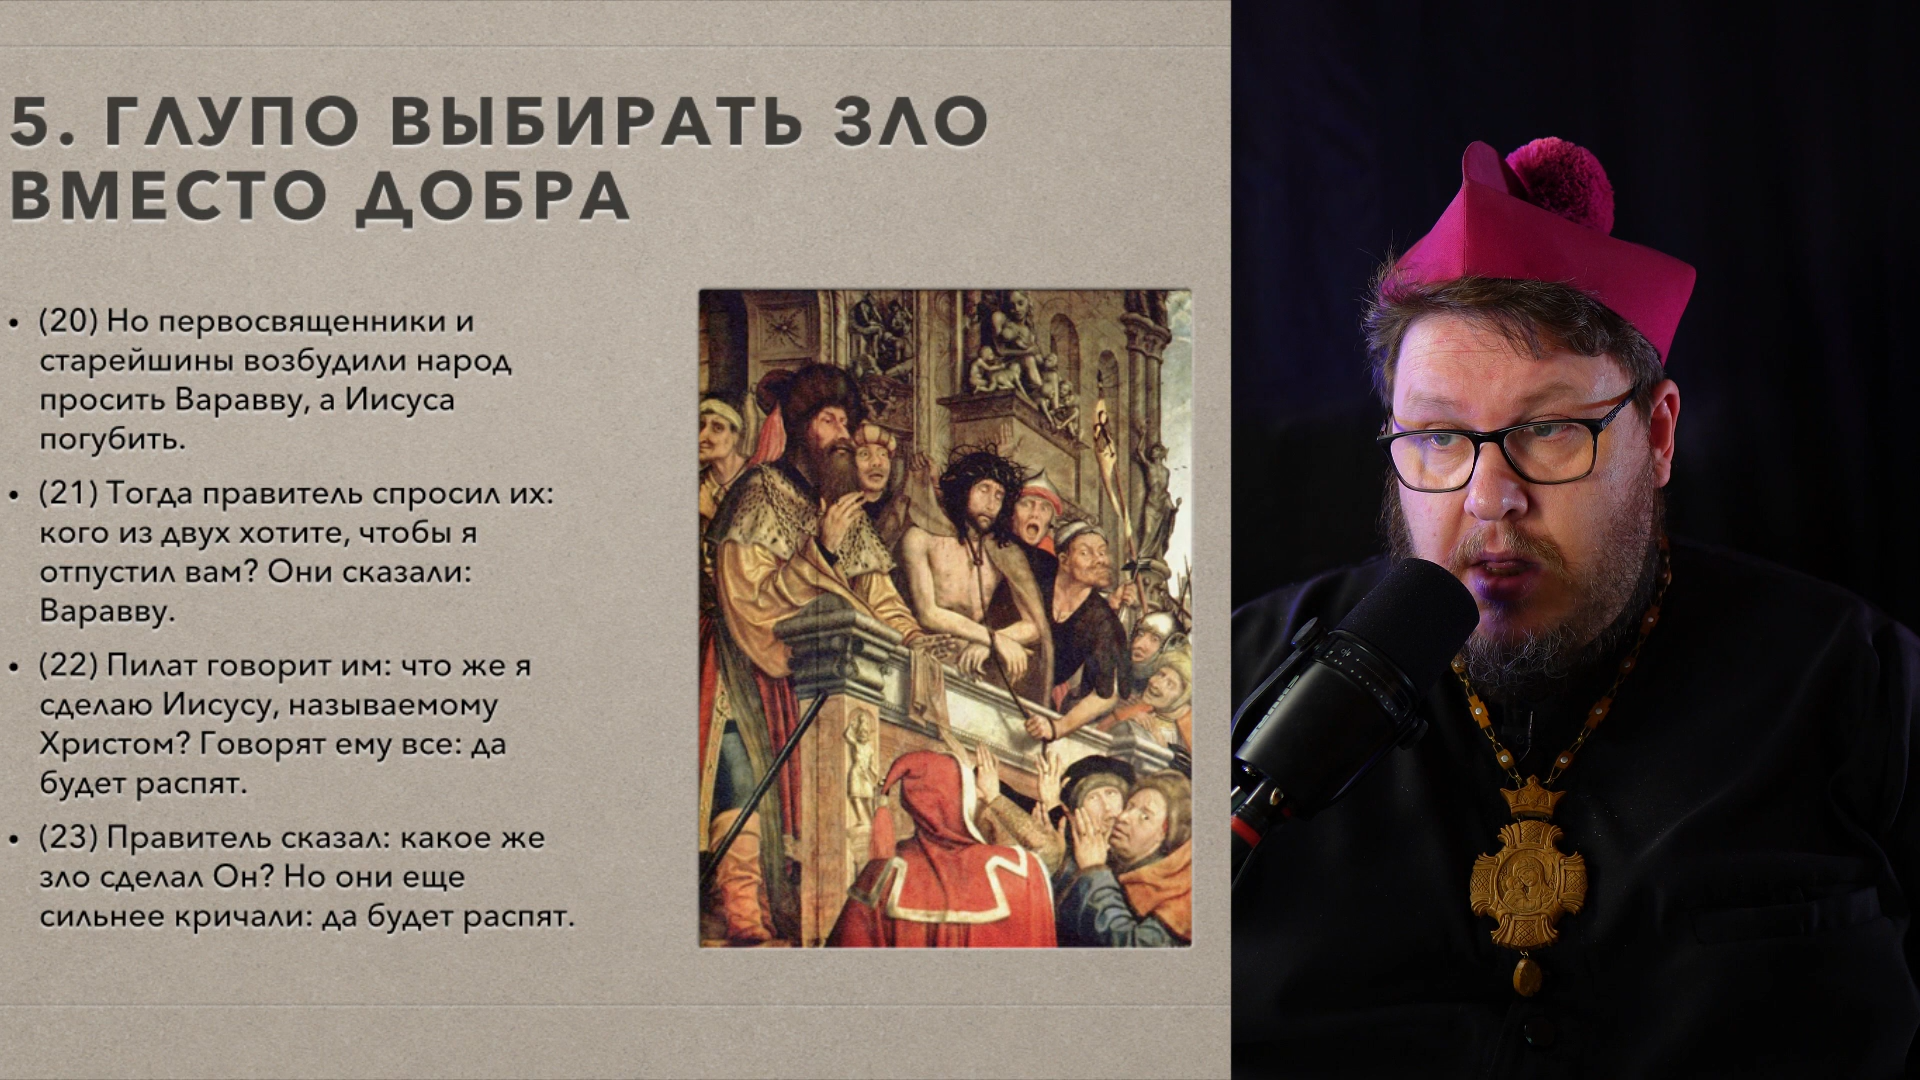 5. ГЛУПО ВЫБИРАТЬ ЗЛО
ВМЕСТО ДОБРА
• (20) Но первосвященники и
старейшины возбудили народ
просить Варавву, а Иисуса
погубить.
• (21) Тогда правитель спросил их:
кого из двух хотите, чтобы я
отпустил вам? Они сказали:
Варавву.
• (22) Пилат говорит им: что же я
сделаю Иисусу, называемому
Христом? Говорят ему все: да
будет распят.
• (23) Правитель сказал: какое же
зло сделал Он? Но они еще
сильнее кричали: да будет распят.